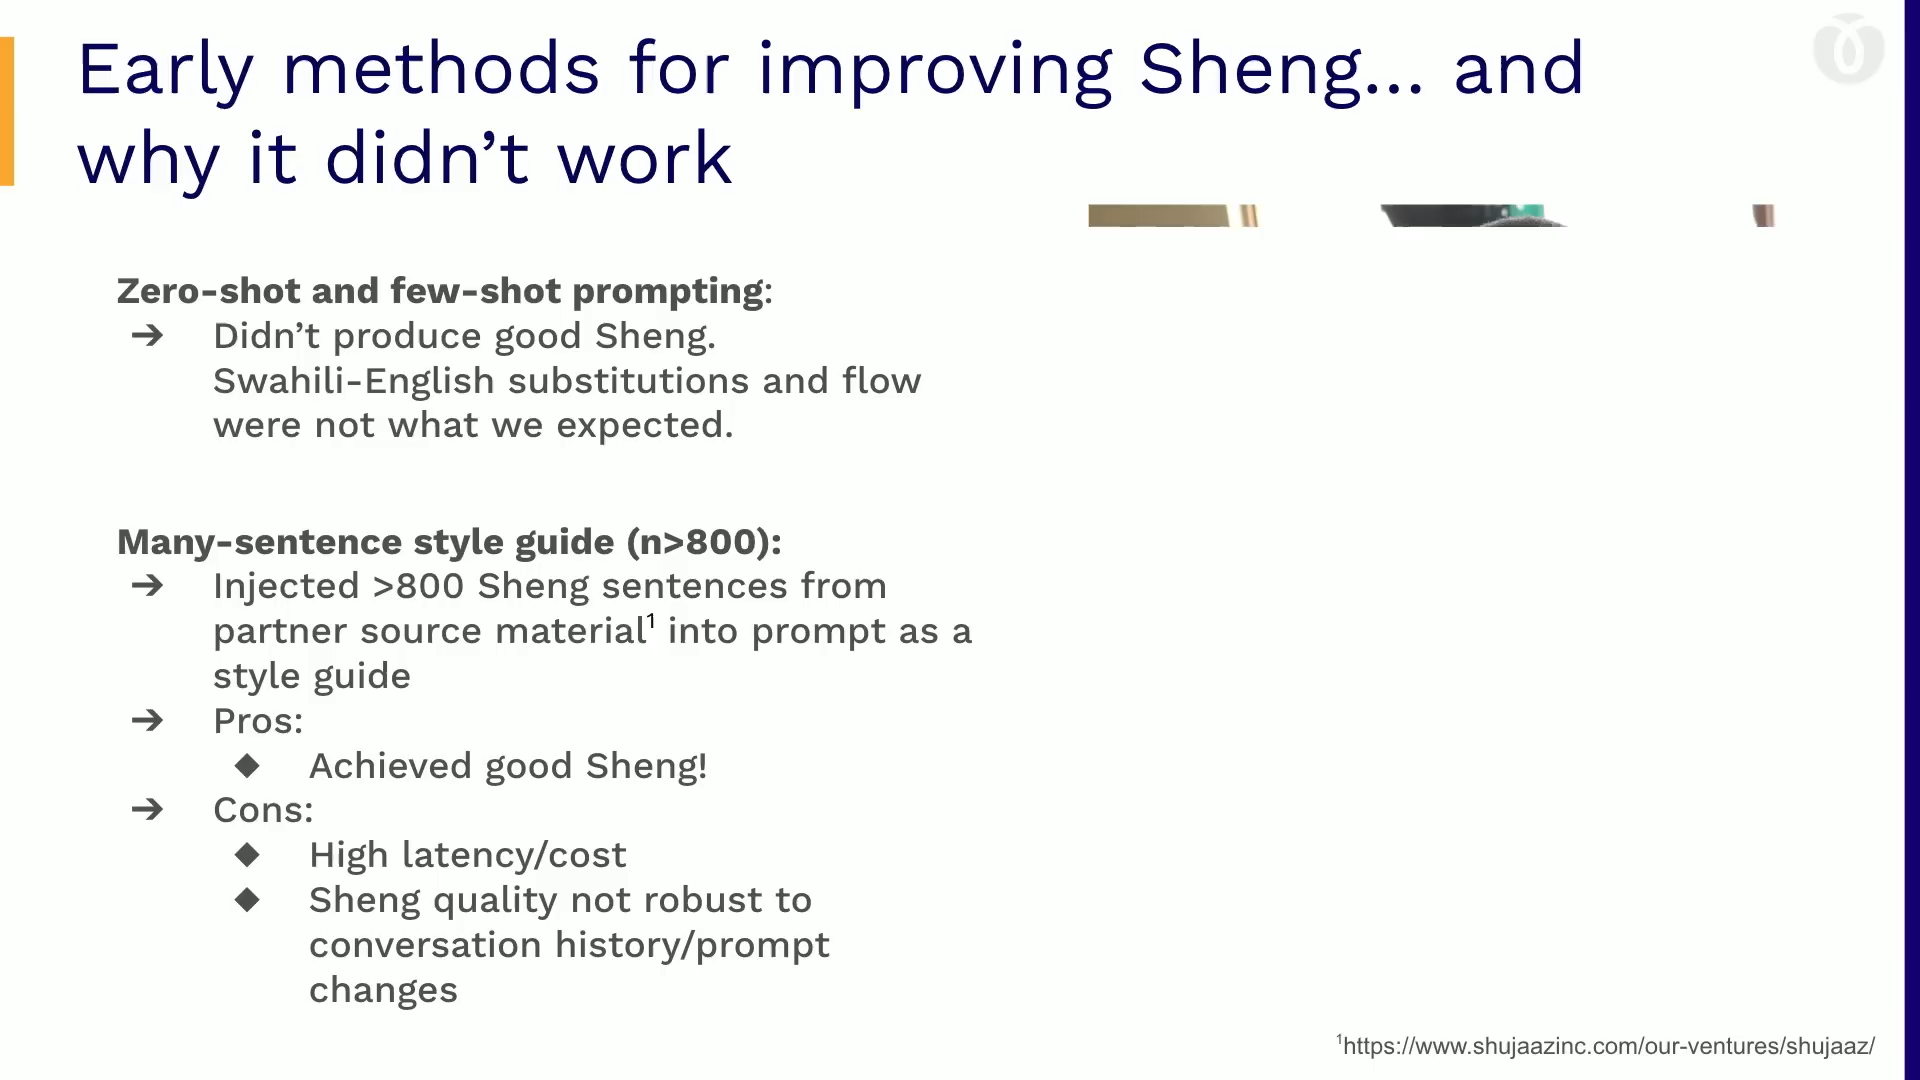 Early methods for improving Sheng... and
why it didn’t work
Zero-shot and few-shot prompting:
➔ Didn’t produce good Sheng.
Swahili-English substitutions and flow
were not what we expected.
Many-sentence style guide (n>800):
➔ Injected >800 Sheng sentences from
partner source material¹ into prompt as a
style guide
➔ Pros:
◆ Achieved good Sheng!
➔ Cons:
◆ High latency/cost
◆ Sheng quality not robust to
conversation history/prompt
changes
¹https://www.shujaazinc.com/our-ventures/shujaaz/